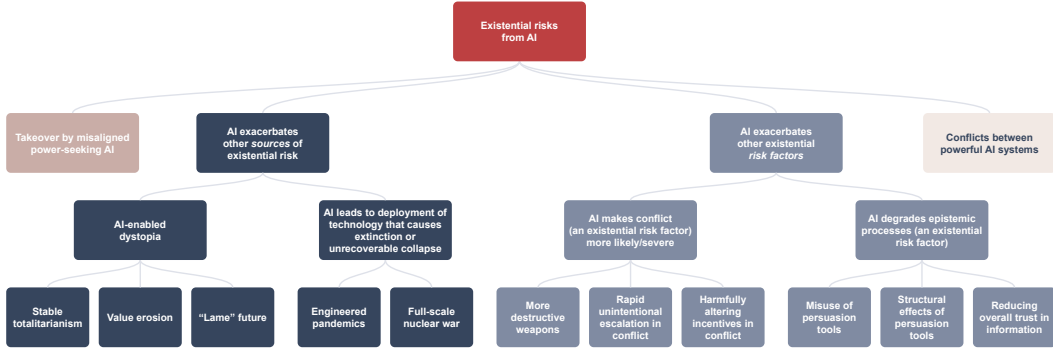 Existential risks
from AI
Takeover by misaligned
power-seeking AI
AI exacerbates
other sources of
existential risk
AI exacerbates
other existential
risk factors
Conflicts between
powerful AI systems
AI-enabled
dystopia
AI leads to deployment of
technology that causes
extinction or
unrecoverable collapse
AI makes conflict
(an existential risk factor)
more likely/severe
AI degrades epistemic
processes (an existential
risk factor)
Stable
totalitarianism
Value erosion
“Lame” future
Engineered
pandemics
Full-scale
nuclear war
More
destructive
weapons
Rapid
unintentional
escalation in
conflict
Harmfully
altering
incentives in
conflict
Misuse of
persuasion
tools
Structural
effects of
persuasion
tools
Reducing
overall trust in
information